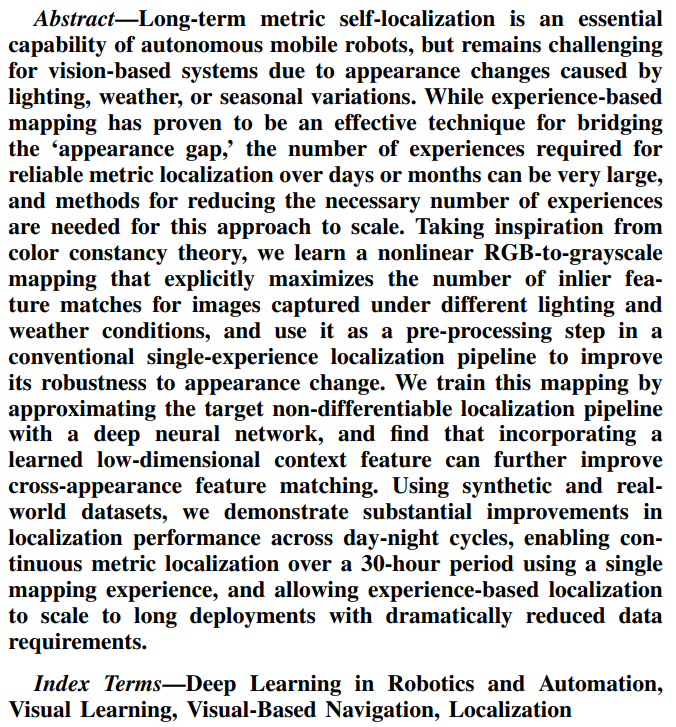 Abstract—Long-term metric self-localization is an essential
capability of autonomous mobile robots, but remains challenging
for vision-based systems due to appearance changes caused by
lighting, weather, or seasonal variations. While experience-based
mapping has proven to be an effective technique for bridging
the ‘appearance gap,’ the number of experiences required for
reliable metric localization over days or months can be very large,
and methods for reducing the necessary number of experiences
are needed for this approach to scale. Taking inspiration from
color constancy theory, we learn a nonlinear RGB-to-grayscale
mapping that explicitly maximizes the number of inlier fea-
ture matches for images captured under different lighting and
weather conditions, and use it as a pre-processing step in a
conventional single-experience localization pipeline to improve
its robustness to appearance change. We train this mapping by
approximating the target non-differentiable localization pipeline
with a deep neural network, and find that incorporating a
learned low-dimensional context feature can further improve
cross-appearance feature matching. Using synthetic and real-
world datasets, we demonstrate substantial improvements in
localization performance across day-night cycles, enabling con-
tinuous metric localization over a 30-hour period using a single
mapping experience, and allowing experience-based localization
to scale to long deployments with dramatically reduced data
requirements.
Index Terms—Deep Learning in Robotics and Automation,
Visual Learning, Visual-Based Navigation, Localization